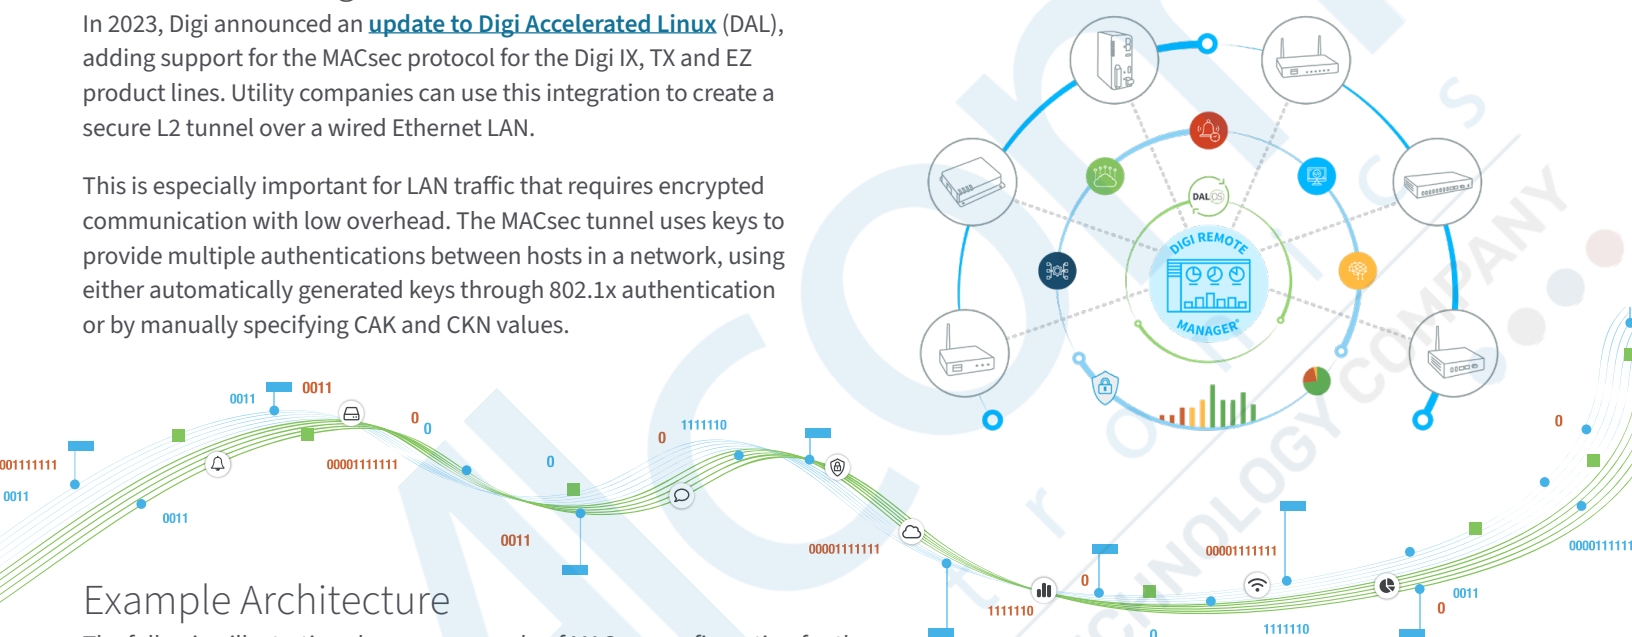 In 2023, Digi announced an update to Digi Accelerated Linux (DAL),
adding support for the MACsec protocol for the Digi IX, TX and EZ
product lines. Utility companies can use this integration to create a
secure L2 tunnel over a wired Ethernet LAN.
This is especially important for LAN traffic that requires encrypted
communication with low overhead. The MACsec tunnel uses keys to
provide multiple authentications between hosts in a network, using
either automatically generated keys through 802.1x authentication
or by manually specifying CAK and CKN values.
DALOS
DIGI REMOTE
MANAGER®
0011
0011
0
0
001111111
0011
0011
00001111111
0
1111110
0
0011
00001111111
0
1111110
00001111111
0
1111110
0
0011
0
0000111111
Example Architecture
TECHNOLOGY COMPANY